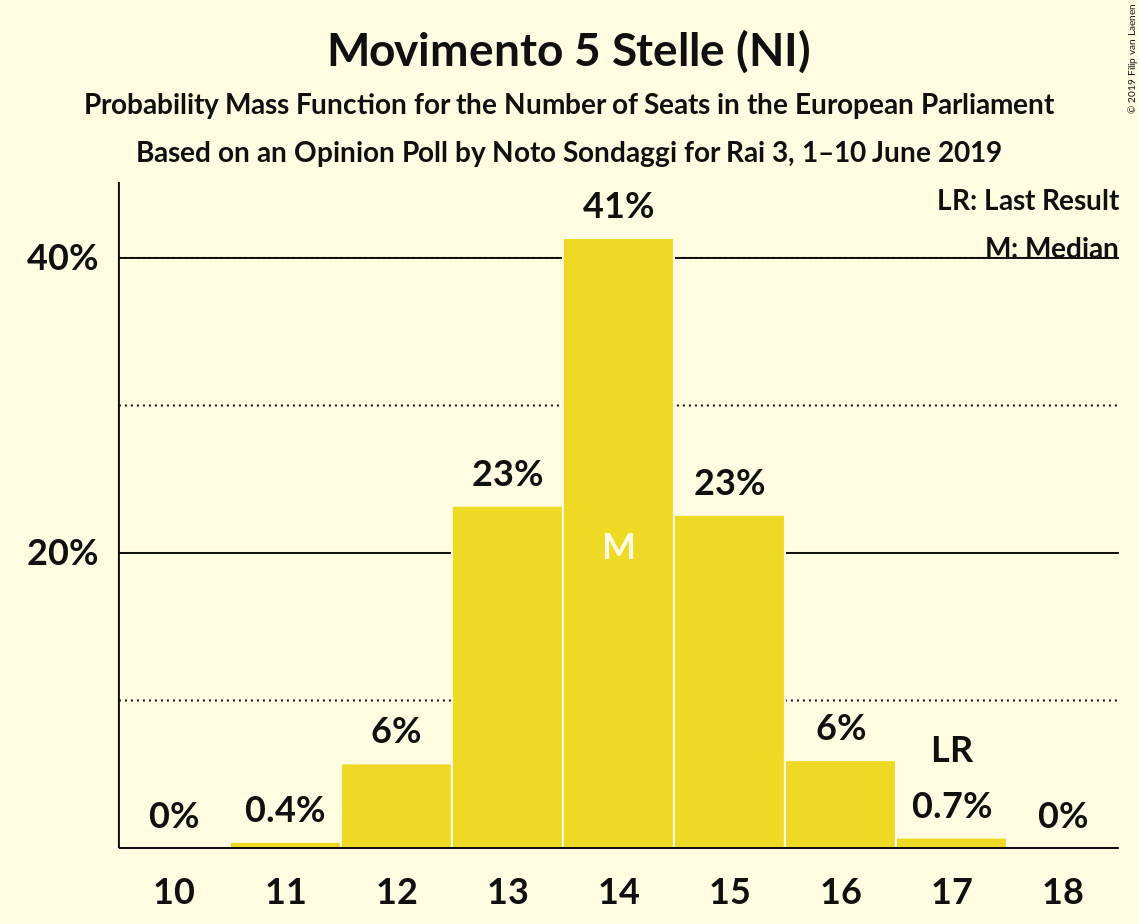 Movimento 5 Stelle (NI)
Probability Mass Function for the Number of Seats in the European Parliament
Based on an Opinion Poll by Noto Sondaggi for Rai 3, 1–10 June 2019
© 2019 Filip van Laenen
LR: Last Result
M: Median
40%
20%
0%
0.4%
6%
23%
41%
M
23%
6%
LR
0.7%
0%
10 11 12 13 14 15 16 17 18